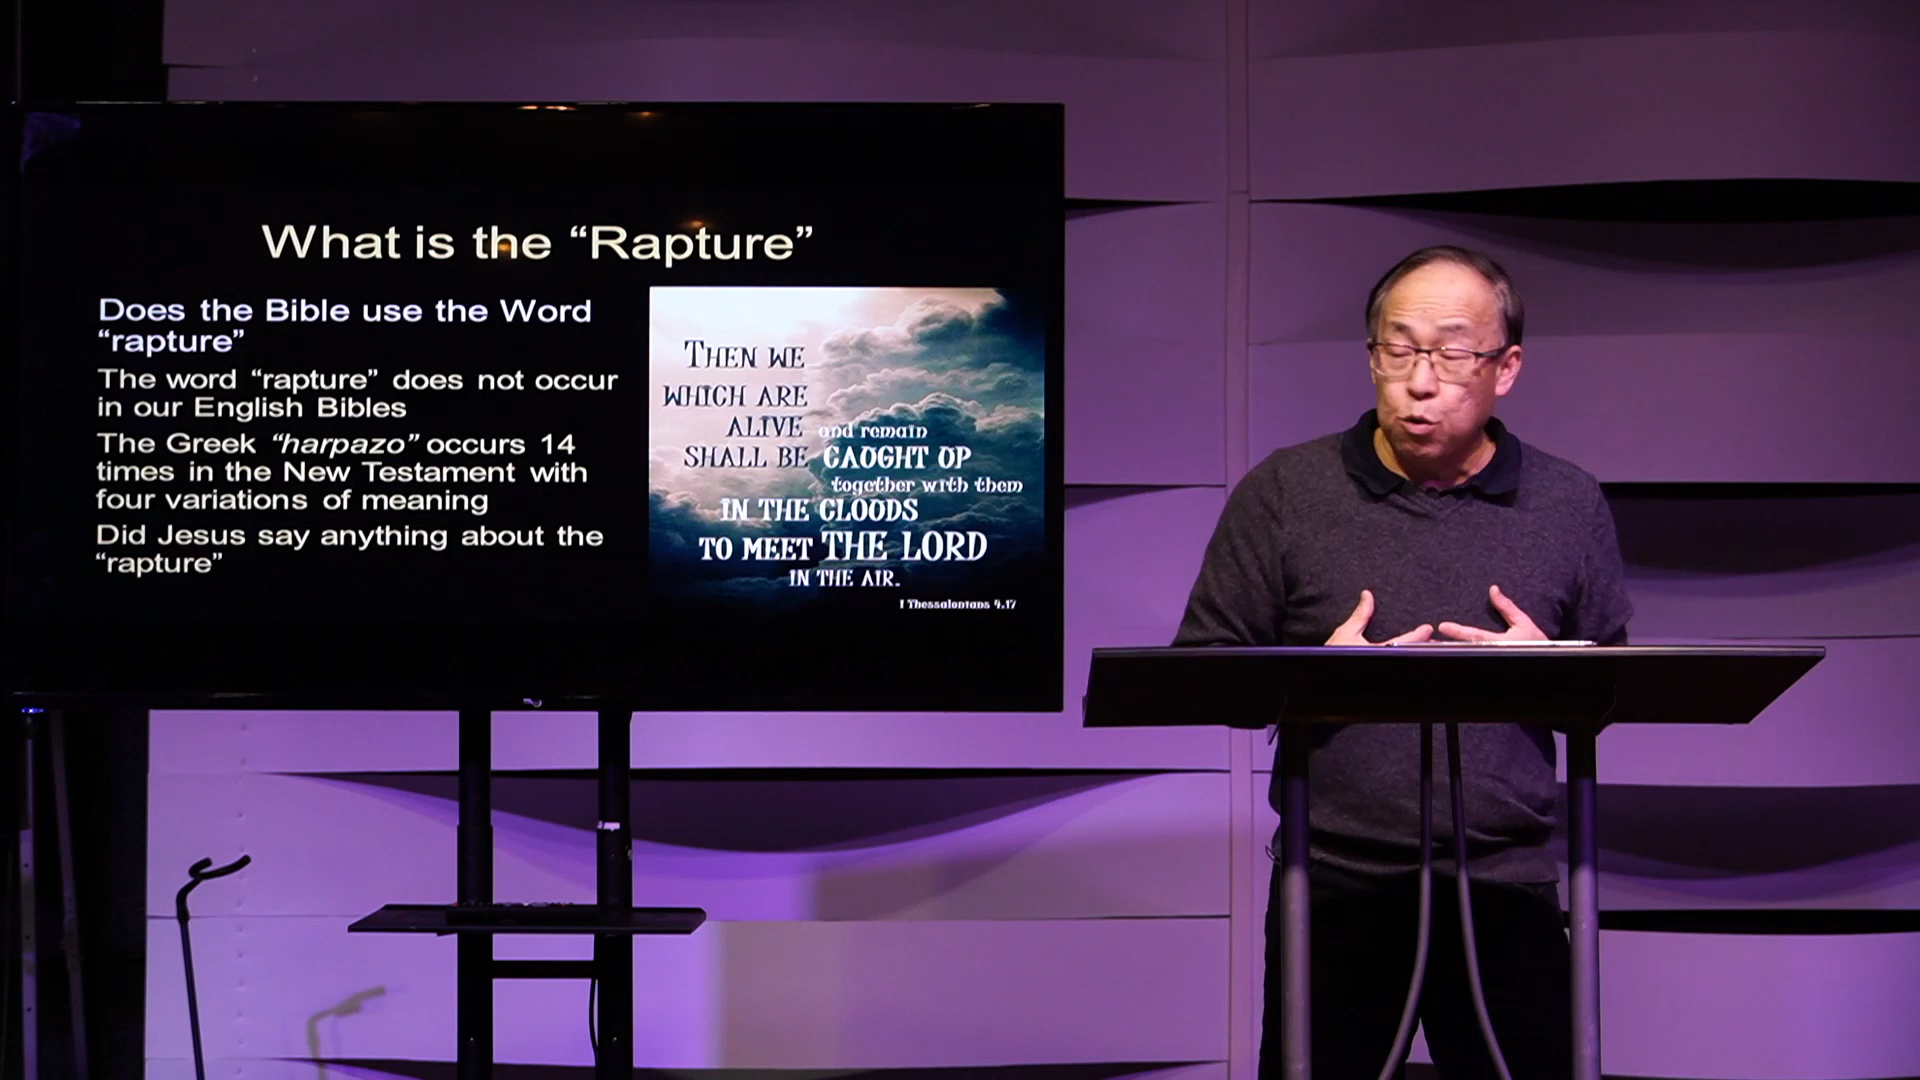 What is the “Rapture”
Does the Bible use the Word
“rapture”
The word “rapture” does not occur
in our English Bibles
The Greek “harpazo” occurs 14
times in the New Testament with
four variations of meaning
Did Jesus say anything about the
“rapture”
THEN WE
WHICH ARE
ALIVE
SHALL BE
and remain
CAUGHT UP
together with them
IN THE CLOUDS
TO MEET THE LORD
IN THE AIR.
1 Thessalonians 4.17